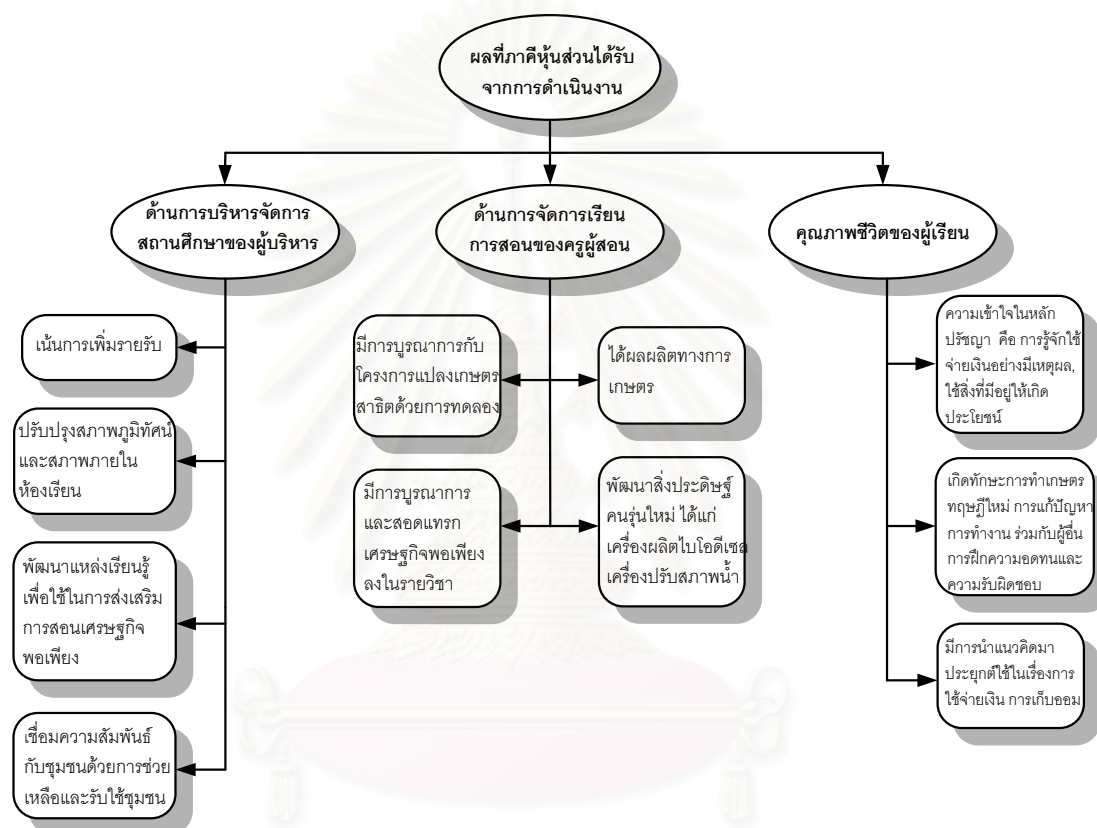 ผลที่ภาคีหุ้นส่วนได้รับ
จากการดำเนินงาน
ด้านการบริหารจัดการ
สถานศึกษาของผู้บริหาร
ด้านการจัดการเรียน
การสอนของครูผู้สอน
คุณภาพชีวิตของผู้เรียน
เน้นการเพิ่มรายรับ
ปรับปรุงสภาพภูมิทัศน์
และสภาพภายใน
ห้องเรียน
พัฒนาแหล่งเรียนรู้
เพื่อใช้ในการส่งเสริม
การสอนเศรษฐกิจ
พอเพียง
เชื่อมความสัมพันธ์
กับชุมชนด้วยการช่วย
เหลือและรับใช้ชุมชน
มีการบูรณาการกับ
โครงการแปลงเกษตร
สาธิตด้วยการทดลอง
ได้ผลผลิตทางการ
เกษตร
มีการบูรณาการ
และสอดแทรก
เศรษฐกิจพอเพียง
ลงในรายวิชา
พัฒนาสิ่งประดิษฐ์
คนรุ่นใหม่ ได้แก่
เครื่องผลิตไบโอดีเซล
เครื่องปรับสภาพน้ำ
ความเข้าใจในหลัก
ปรัชญา คือ การรู้จักใช้
จ่ายเงินอย่างมีเหตุผล,
ใช้สิ่งที่มีอยู่ให้เกิด
ประโยชน์
เกิดทักษะการทำเกษตร
ทฤษฎีใหม่ การแก้ปัญหา
การทำงาน ร่วมกับผู้อื่น
การฝึกความอดทนและ
ความรับผิดชอบ
มีการนำแนวคิดมา
ประยุกต์ใช้ในเรื่องการ
ใช้จ่ายเงิน การเก็บออม